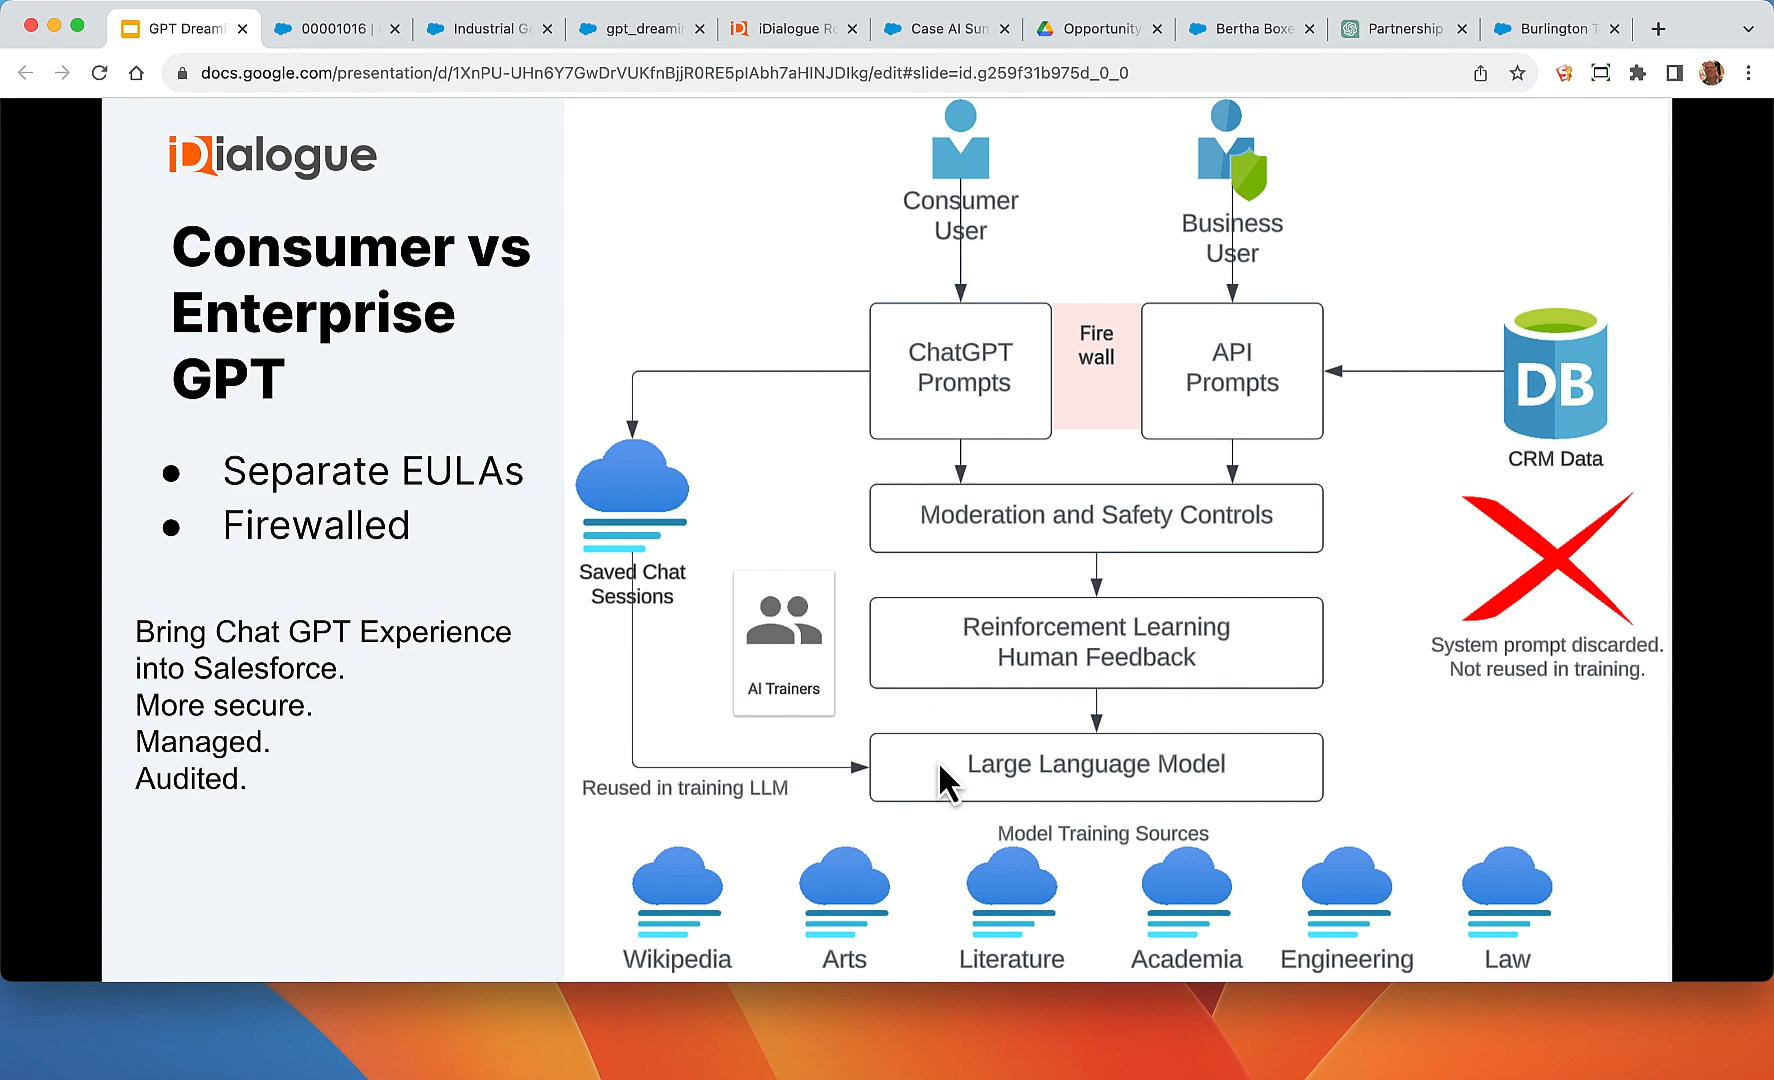 GPT Dreami
00001016 |
Industrial Ge
gpt_dreamin
iDialogue Ro
Case AI Sum
Opportunity
Bertha Boxe
Partnership
Burlington T
docs.google.com/presentation/d/1XnPU-UHn6Y7GwDrVUKfnBjjR0RE5pIAbh7aHINJDIkg/edit#slide=id.g259f31b975d_0_0
iDialogue
Consumer vs
Enterprise
GPT
● Separate EULAs
● Firewalled
Bring Chat GPT Experience
into Salesforce.
More secure.
Managed.
Audited.
Consumer
User
Business
User
ChatGPT
Prompts
Fire
wall
API
Prompts
DB
CRM Data
Saved Chat
Sessions
Moderation and Safety Controls
AI Trainers
Reinforcement Learning
Human Feedback
System prompt discarded.
Not reused in training.
Large Language Model
Reused in training LLM
Model Training Sources
Wikipedia
Arts
Literature
Academia
Engineering
Law